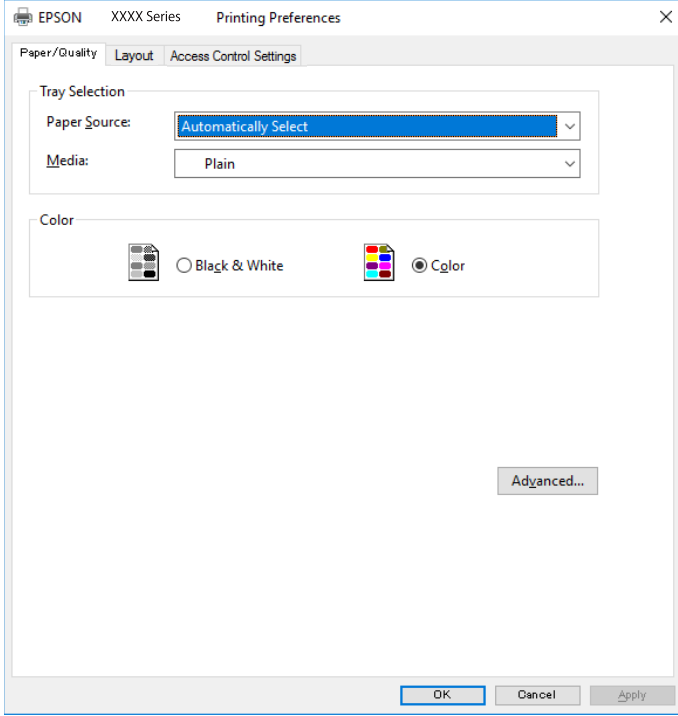 EPSON XXXX Series Printing Preferences
Paper/Quality Layout Access Control Settings
Tray Selection
Paper Source: Automatically Select
Media: Plain
Color
Black & White Color
Advanced...
OK Cancel Apply